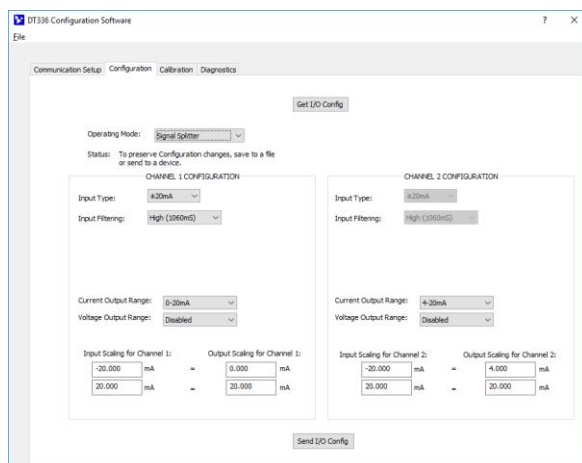 DT336 Configuration Software ? ×
File
Communication Setup Configuration Calibration Diagnostics
Get I/O Config
Operating Mode: Signal Splitter
Status: To preserve Configuration changes, save to a file
or send to a device.
CHANNEL 1 CONFIGURATION CHANNEL 2 CONFIGURATION
Input Type: ±20mA Input Type: ±20mA
Input Filtering: High (1060mS) Input Filtering: High (1060mS)
Current Output Range: 0-20mA Current Output Range: 4-20mA
Voltage Output Range: Disabled Voltage Output Range: Disabled
Input Scaling for Channel 1: Output Scaling for Channel 1: Input Scaling for Channel 2: Output Scaling for Channel 2:
-20.000 mA = 0.000 mA -20.000 mA = 4.000 mA
20.000 mA = 20.000 mA 20.000 mA = 20.000 mA
Send I/O Config